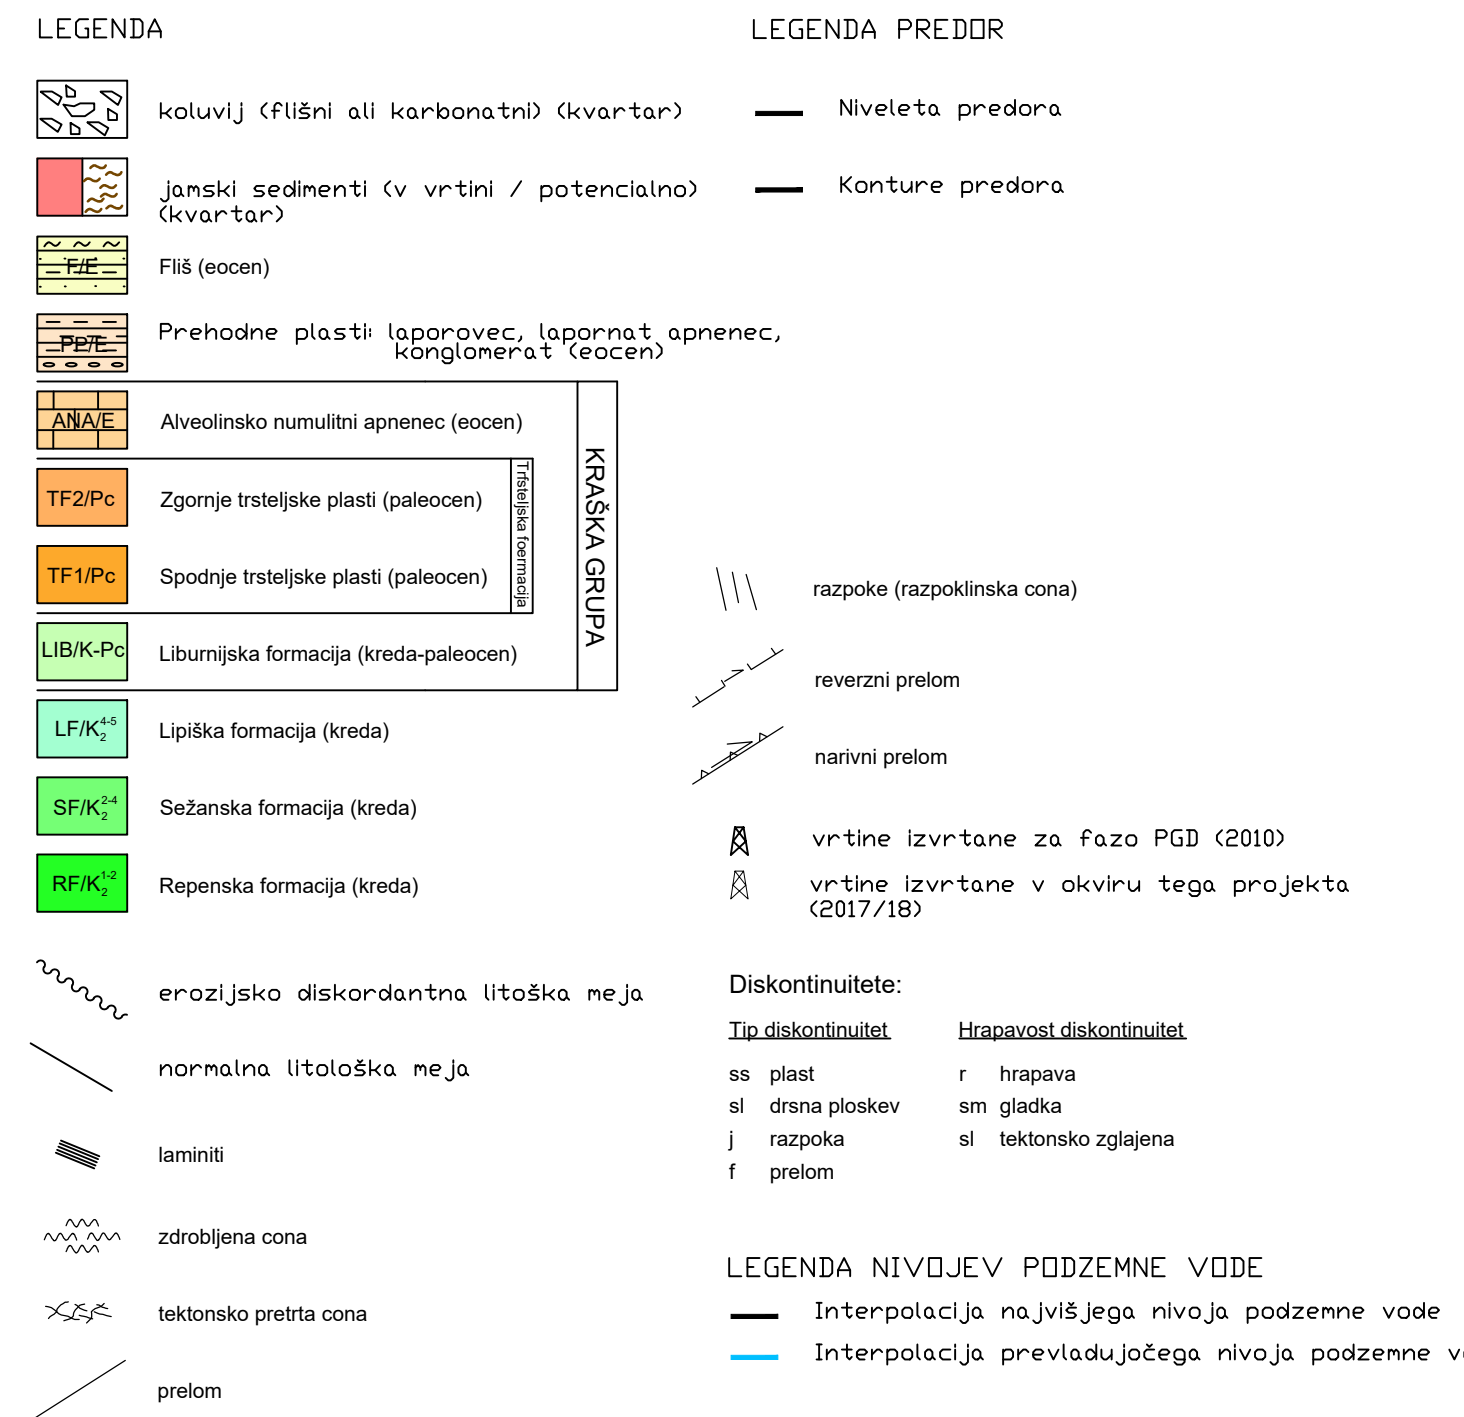 LEGENDA
koluvij (flišni ali karbonatni) (kvartar)
jamski sedimenti (v vrtini / potencialno)
(kvartar)
F/E
Fliš (eocen)
PP/E
Prehodne plasti: laporovec, lapornat apnenec,
konglomerat (eocen)
ANA/E
Alveolinsko numulitni apnenec (eocen)
TF2/Pc
Zgornje trsteljske plasti (paleocen)
TF1/Pc
Spodnje trsteljske plasti (paleocen)
Trfsteljska foermacija
KRAŠKA GRUPA
LIB/K-Pc
Liburnijska formacija (kreda-paleocen)
LF/K₂⁴⁻⁵
Lipiška formacija (kreda)
SF/K₂²⁻⁴
Sežanska formacija (kreda)
RF/K₂¹⁻²
Repenska formacija (kreda)
erozijsko diskordantna litoška meja
normalna litološka meja
laminiti
zdrobljena cona
tektonsko pretrta cona
prelom
LEGENDA PREDOR
Niveleta predora
Konture predora
razpoke (razpoklinska cona)
reverzni prelom
narivni prelom
vrtine izvrtane za fazo PGD (2010)
vrtine izvrtane v okviru tega projekta
(2017/18)
Diskontinuitete:
Tip diskontinuitet Hrapavost diskontinuitet
ss plast r hrapava
sl drsna ploskev sm gladka
j razpoka sl tektonsko zglajena
f prelom
LEGENDA NIVOJEV PODZEMNE VODE
Interpolacija najvišjega nivoja podzemne vode
Interpolacija prevladujočega nivoja podzemne